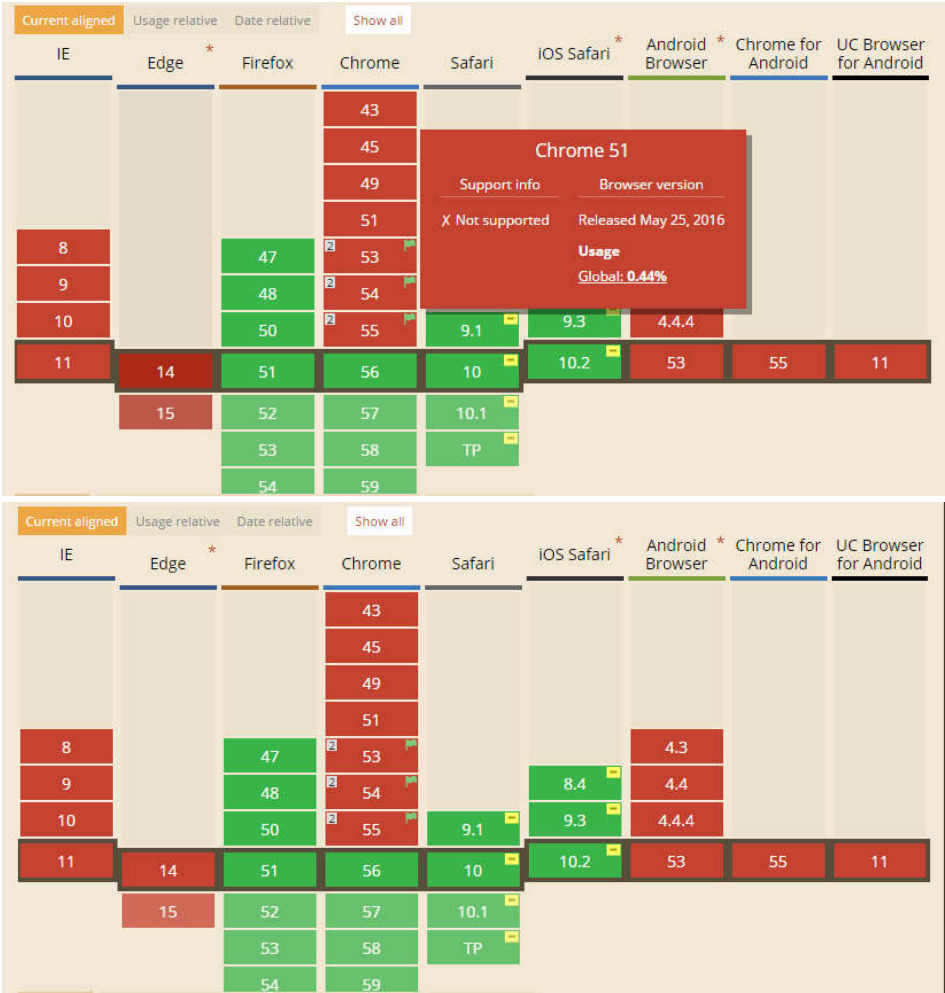 Current aligned Usage relative Date relative Show all
IE Edge * Firefox Chrome Safari iOS Safari * Android Browser * Chrome for Android UC Browser for Android
43
45
49
51
8 47 2 53
9 48 2 54
10 50 2 55 9.1 9.3 4.4.4
11 14 51 56 10 10.2 53 55 11
15 52 57 10.1
53 58 TP
54 59
Chrome 51
Support info Browser version
✗ Not supported Released May 25, 2016
Usage
Global: 0.44%
Current aligned Usage relative Date relative Show all
IE Edge * Firefox Chrome Safari iOS Safari * Android Browser * Chrome for Android UC Browser for Android
43
45
49
51
8 47 2 53 4.3
9 48 2 54 8.4 4.4
10 50 2 55 9.1 9.3 4.4.4
11 14 51 56 10 10.2 53 55 11
15 52 57 10.1
53 58 TP
54 59